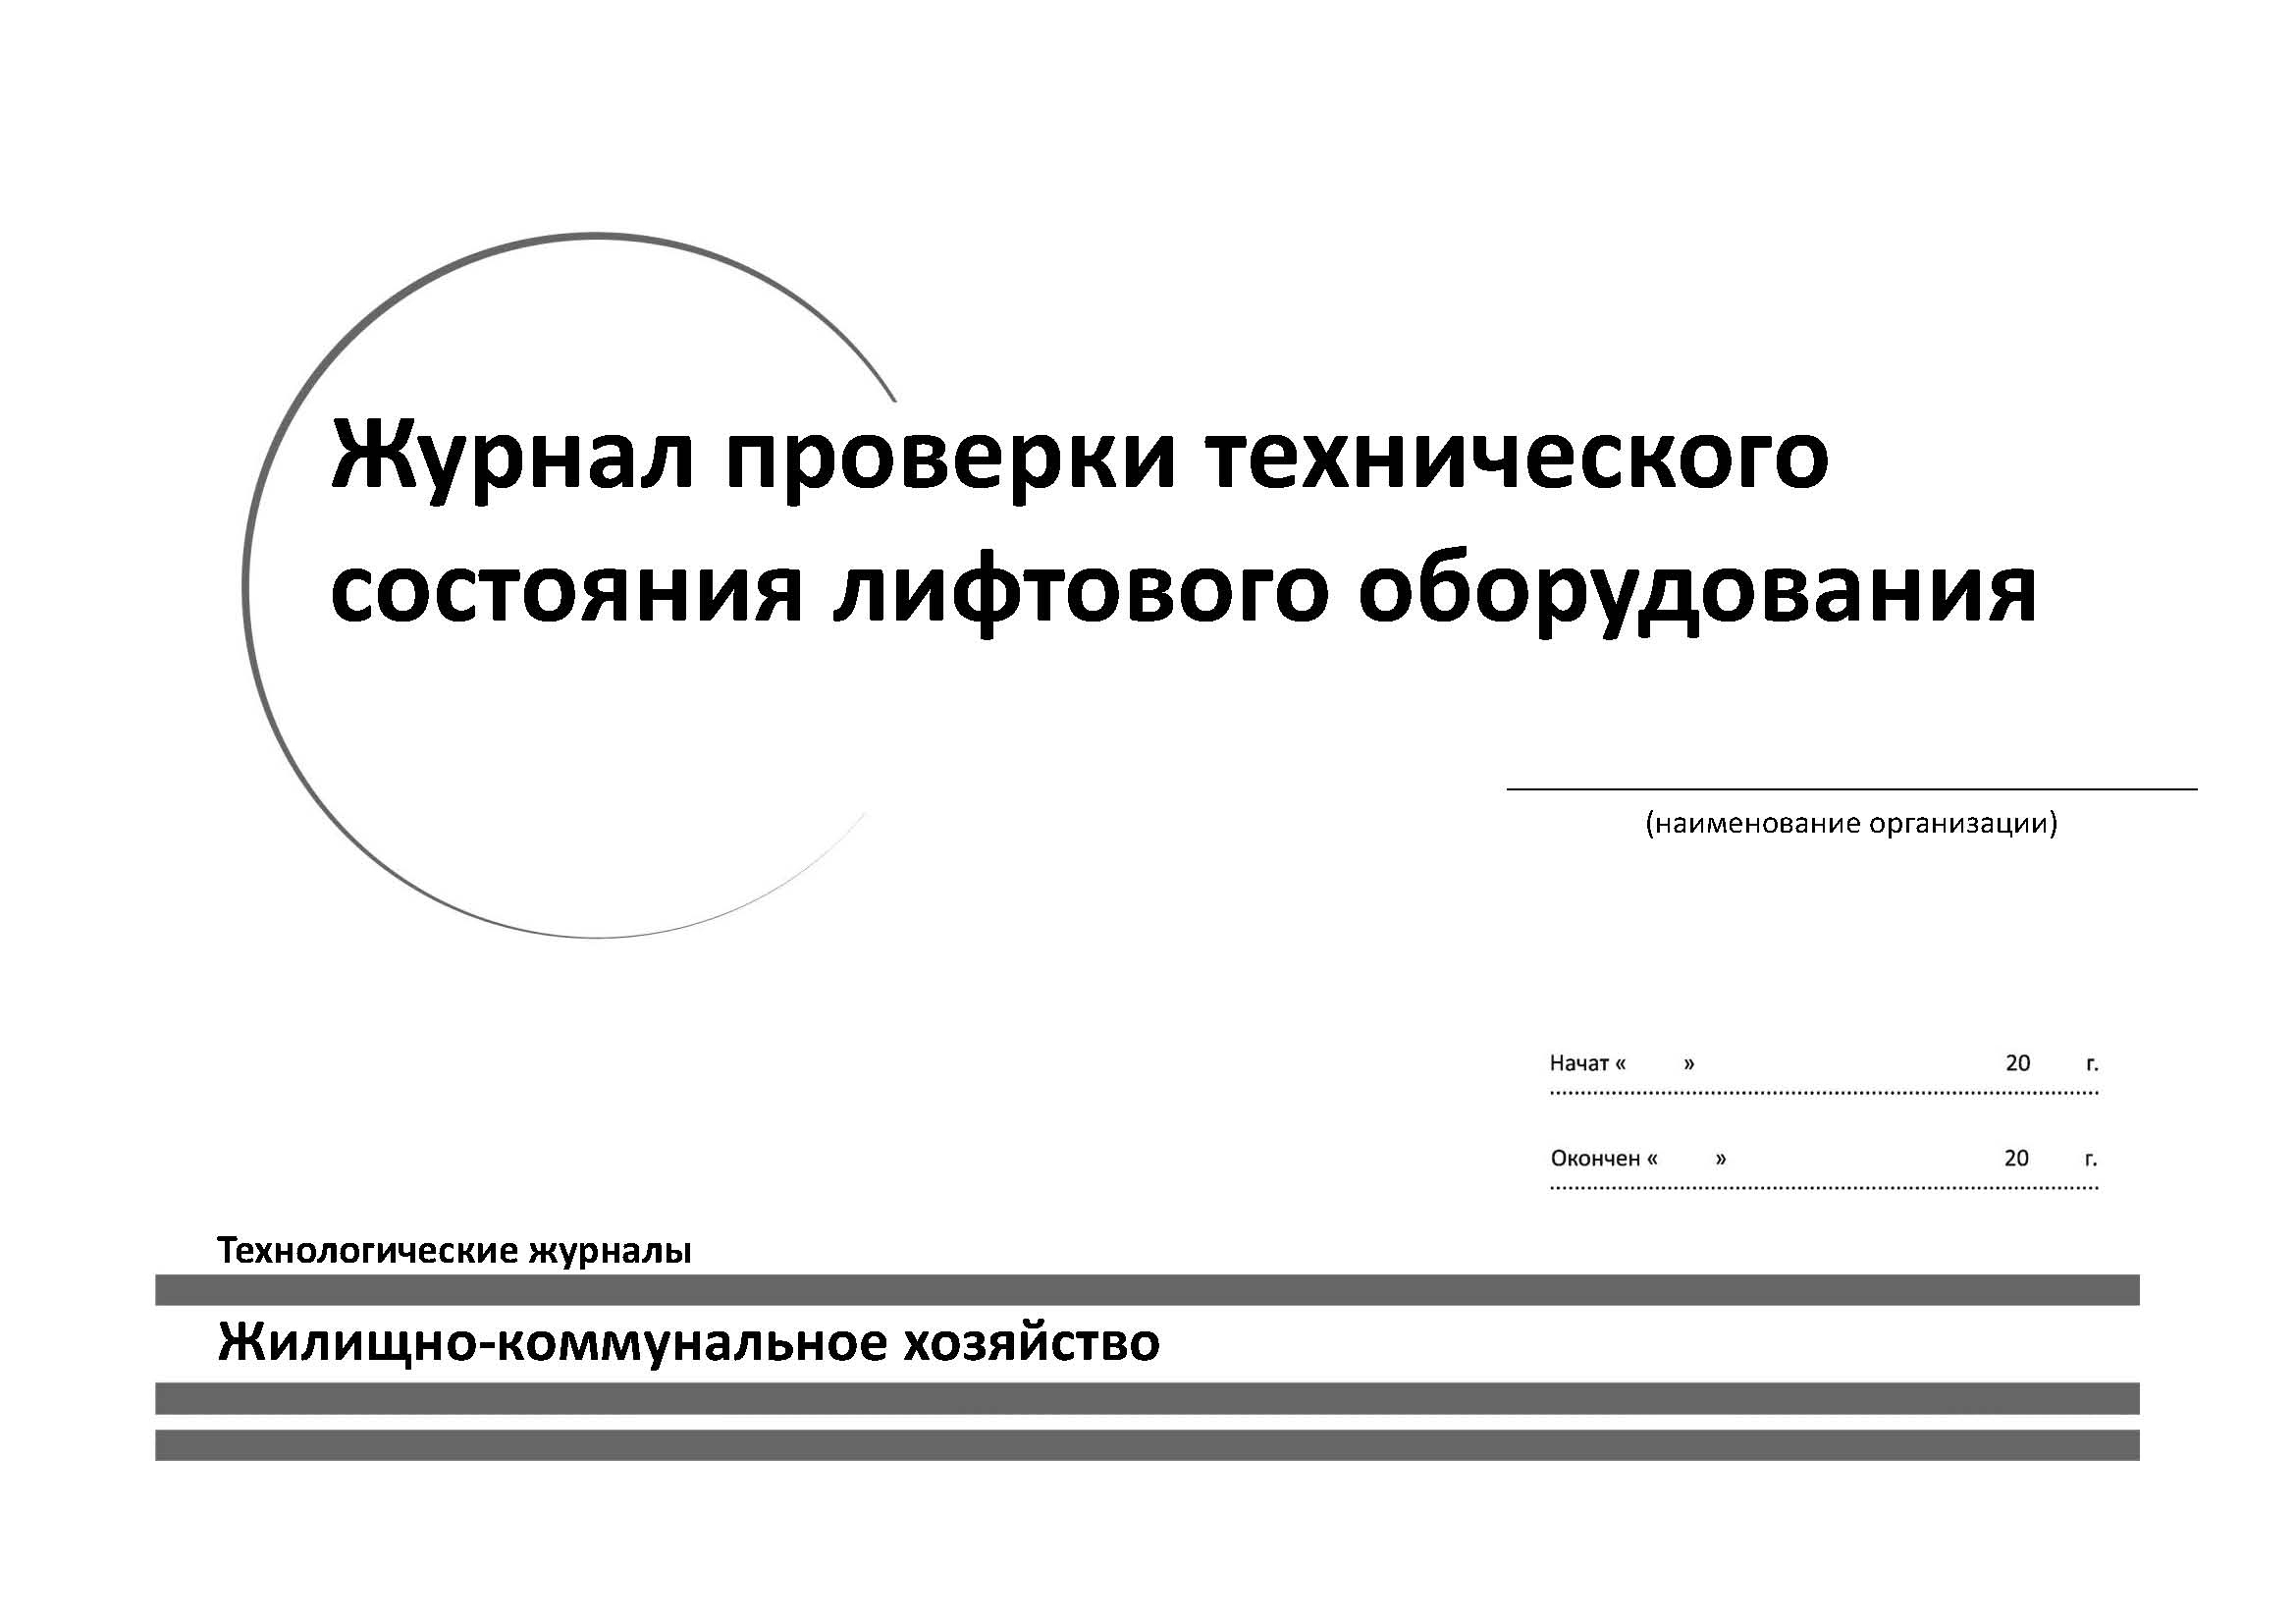 Журнал проверки технического
состояния лифтового оборудования
(наименование организации)
Начат « » 20 г.
Окончен « » 20 г.
Технологические журналы
Жилищно-коммунальное хозяйство